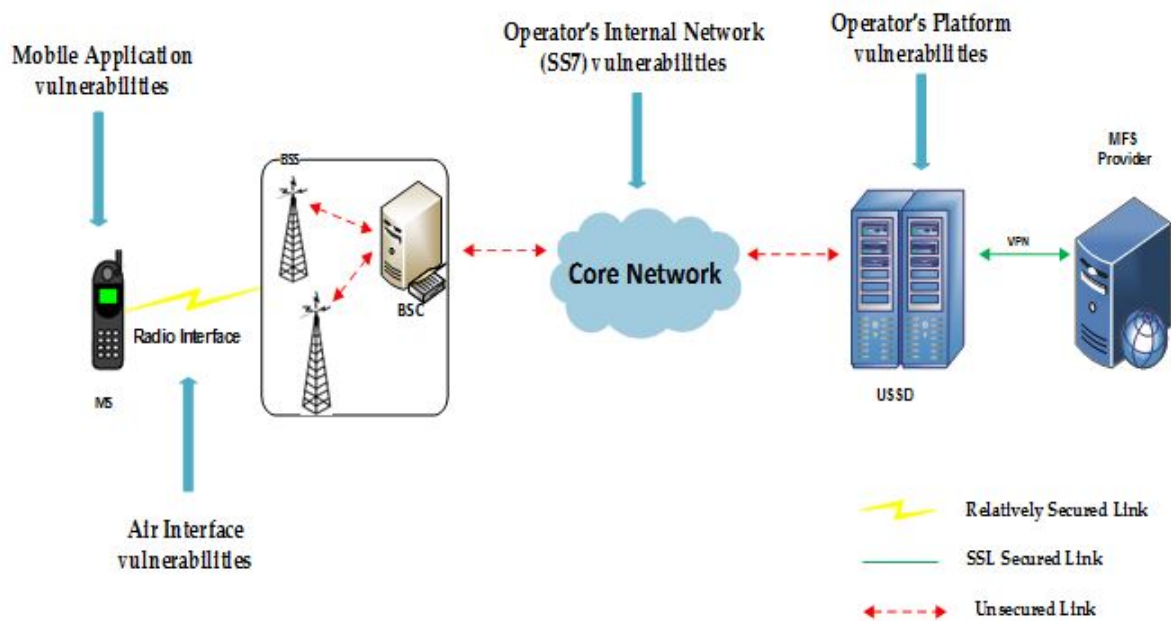 Operator's Internal Network
(SS7) vulnerabilities
Operator's Platform
vulnerabilities
Mobile Application
vulnerabilities
MFS
Provider
BSS
VPN
Core Network
BSC
Radio Interface
MS
USSD
Air Interface
vulnerabilities
Relatively Secured Link
SSL Secured Link
Unsecured Link